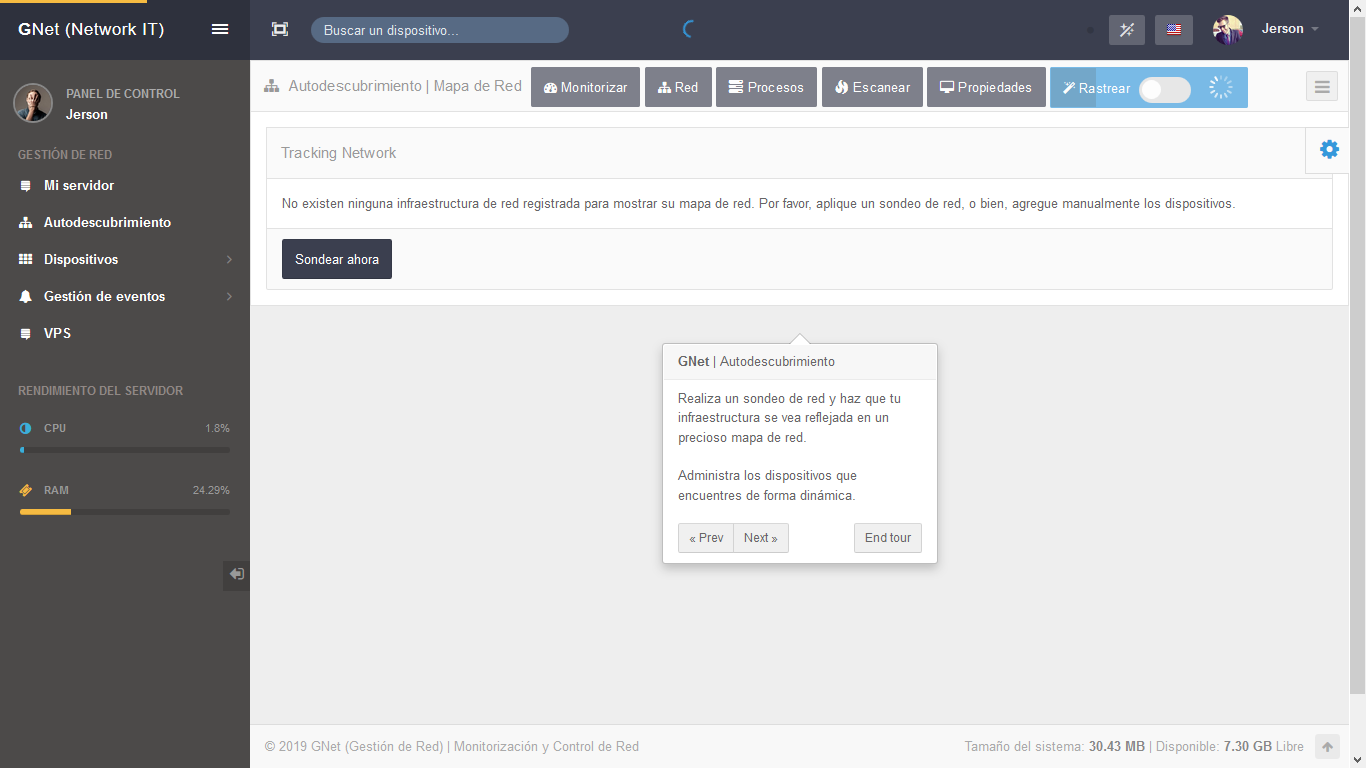 GNet (Network IT)
Buscar un dispositivo...
Jerson
PANEL DE CONTROL
Jerson
GESTIÓN DE RED
Mi servidor
Autodescubrimiento
Dispositivos
Gestión de eventos
VPS
RENDIMIENTO DEL SERVIDOR
CPU 1.8%
RAM 24.29%
Autodescubrimiento | Mapa de Red
Monitorizar
Red
Procesos
Escanear
Propiedades
Rastrear
Tracking Network
No existen ninguna infraestructura de red registrada para mostrar su mapa de red. Por favor, aplique un sondeo de red, o bien, agregue manualmente los dispositivos.
Sondear ahora
GNet | Autodescubrimiento
Realiza un sondeo de red y haz que tu
infraestructura se vea reflejada en un
precioso mapa de red.
Administra los dispositivos que
encuentres de forma dinámica.
« Prev
Next »
End tour
© 2019 GNet (Gestión de Red) | Monitorización y Control de Red
Tamaño del sistema: 30.43 MB | Disponible: 7.30 GB Libre